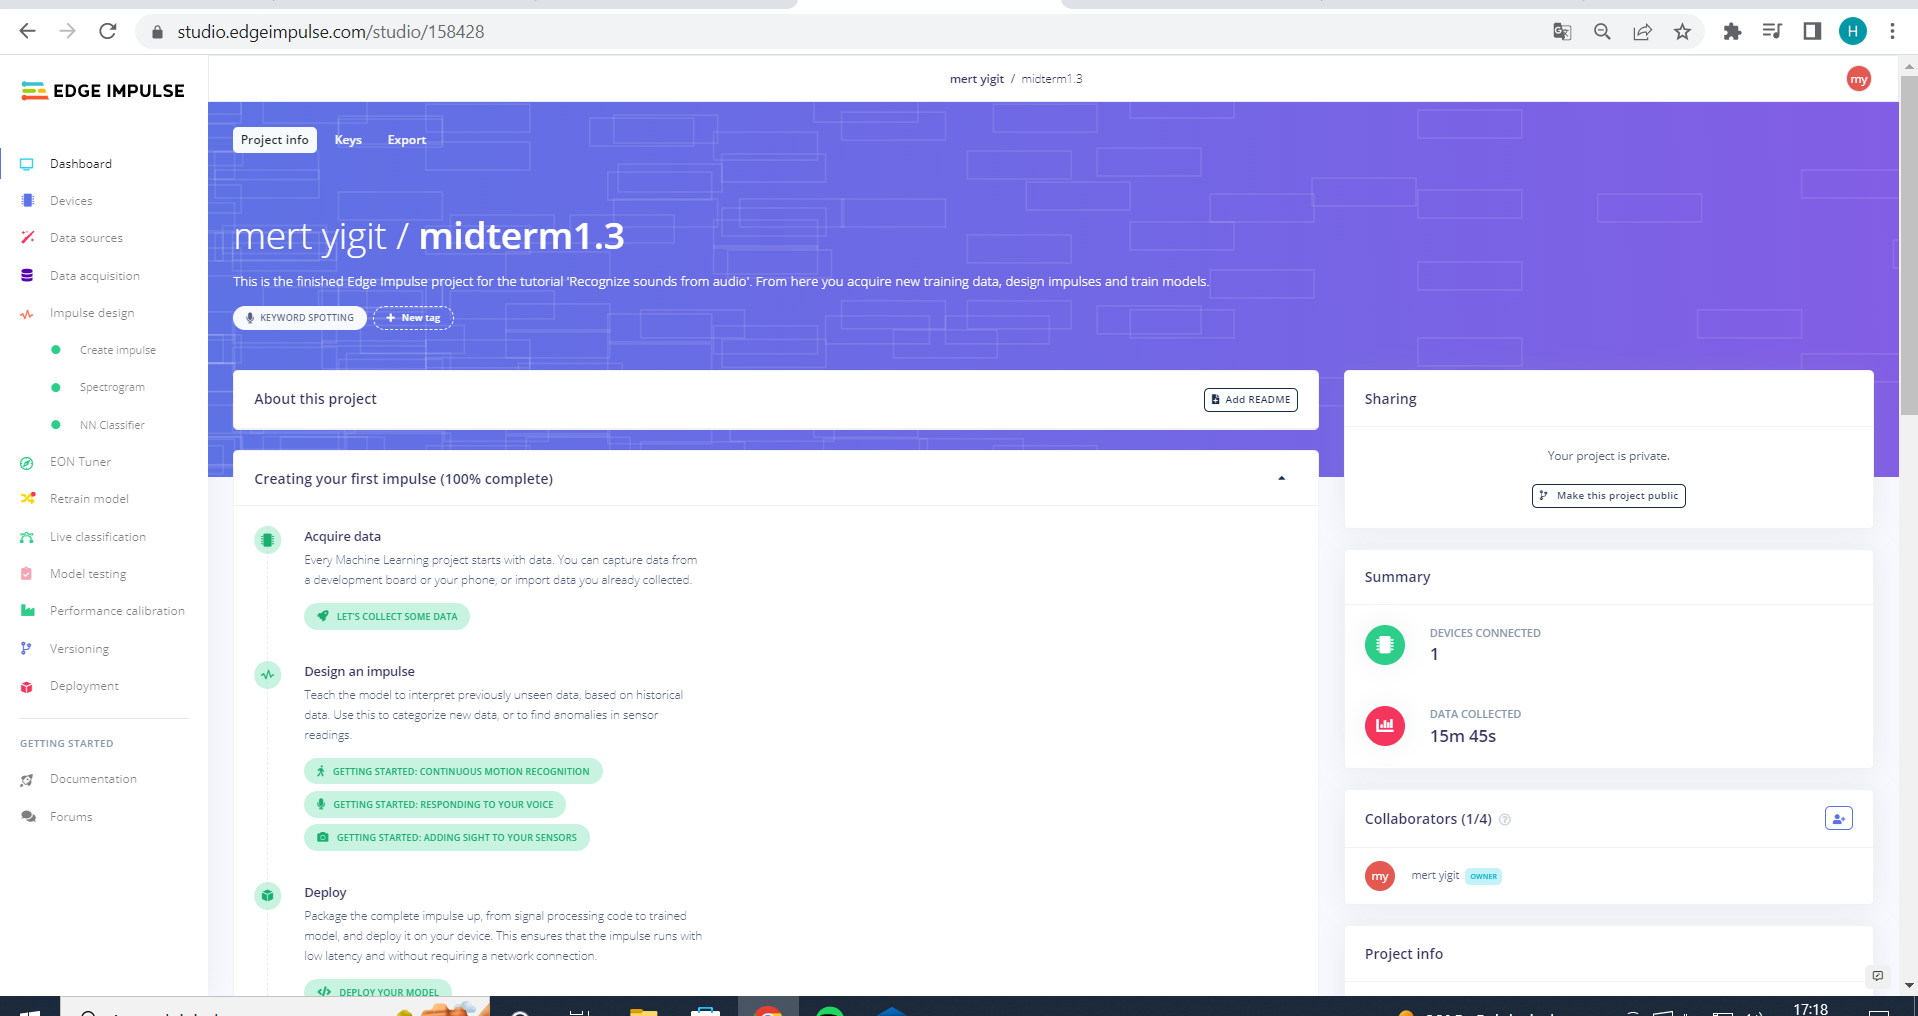 studio.edgeimpulse.com/studio/158428
H
EDGE IMPULSE
mert yigit / midterm1.3
my
Dashboard
Devices
Data sources
Data acquisition
Impulse design
Create impulse
Spectrogram
NN Classifier
EON Tuner
Retrain model
Live classification
Model testing
Performance calibration
Versioning
Deployment
GETTING STARTED
Documentation
Forums
Project info
Keys
Export
mert yigit / midterm1.3
This is the finished Edge Impulse project for the tutorial 'Recognize sounds from audio'. From here you acquire new training data, design impulses and train models.
KEYWORD SPOTTING
+ New tag
About this project
Add README
Creating your first impulse (100% complete)
Acquire data
Every Machine Learning project starts with data. You can capture data from
a development board or your phone, or import data you already collected.
LET'S COLLECT SOME DATA
Design an impulse
Teach the model to interpret previously unseen data, based on historical
data. Use this to categorize new data, or to find anomalies in sensor
readings.
GETTING STARTED: CONTINUOUS MOTION RECOGNITION
GETTING STARTED: RESPONDING TO YOUR VOICE
GETTING STARTED: ADDING SIGHT TO YOUR SENSORS
Deploy
Package the complete impulse up, from signal processing code to trained
model, and deploy it on your device. This ensures that the impulse runs with
low latency and without requiring a network connection.
DEPLOY YOUR MODEL
Sharing
Your project is private.
Make this project public
Summary
DEVICES CONNECTED
1
DATA COLLECTED
15m 45s
Collaborators (1/4)
my
mert yigit OWNER
Project info
17:18